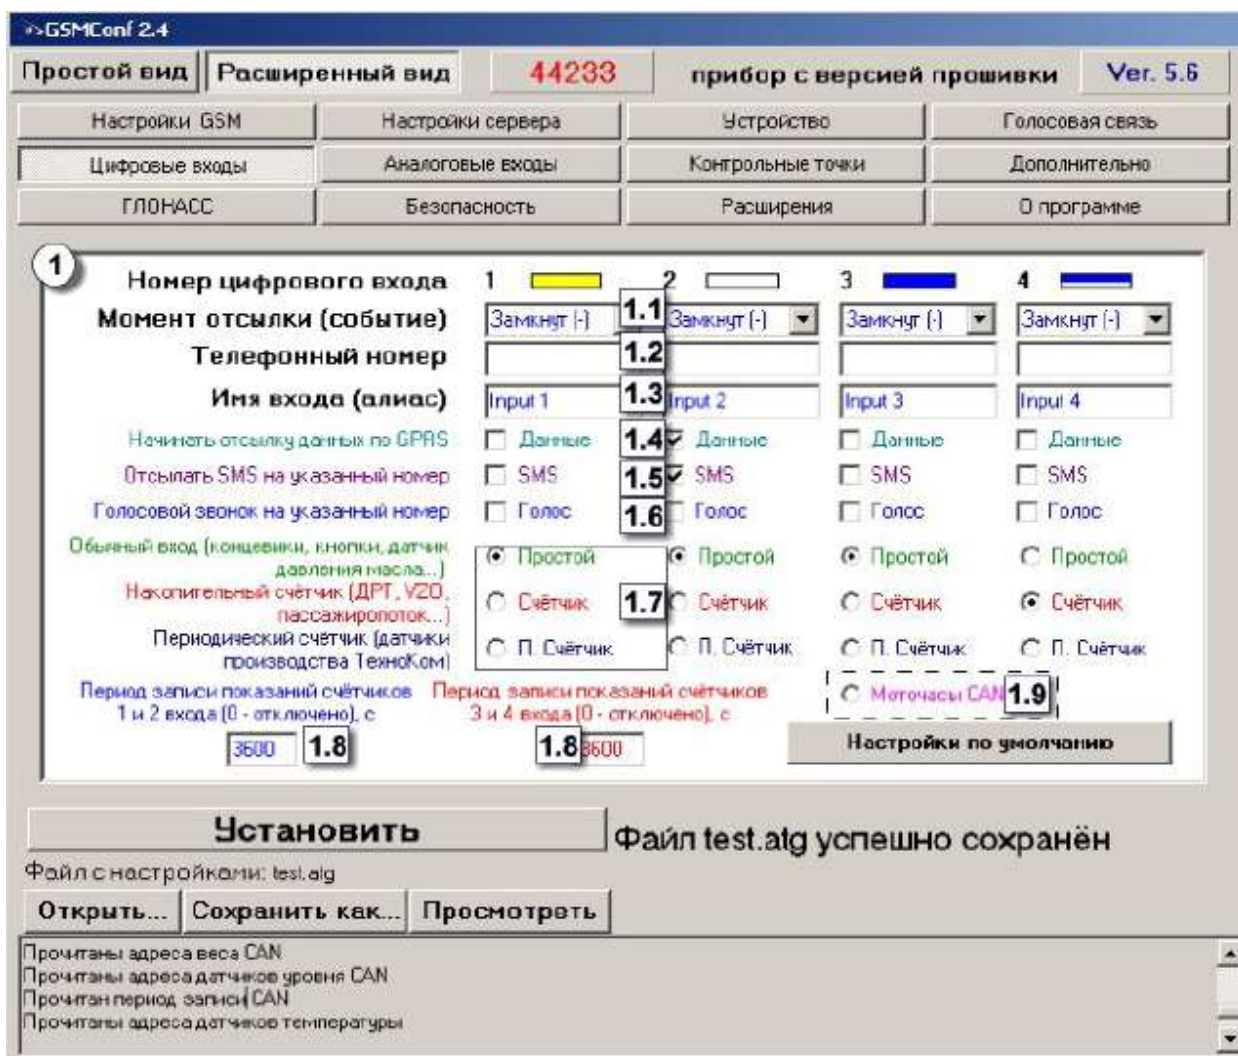 GSMConf 2.4
Простой вид Расширенный вид 44233 прибор с версией прошивки Ver. 5.6
Настройки GSM Настройки сервера Устройство Голосовая связь
Цифровые входы Аналоговые входы Контрольные точки Дополнительно
ГЛОНАСС Безопасность Расширения О программе
1
Номер цифрового входа 1 2 3 4
Момент отсылки (событие) Замкнут (-) 1.1 Замкнут (-) Замкнут (-) Замкнут (-)
Телефонный номер 1.2
Имя входа (алиас) Input 1 1.3 Input 2 Input 3 Input 4
Начинать отсылку данных по GPRS Данные 1.4 Данные Данные Данные
Отсылать SMS на указанный номер SMS 1.5 SMS SMS SMS
Голосовой звонок на указанный номер Голос 1.6 Голос Голос Голос
Обычный вход (концевики, кнопки, датчик давления масла...) Простой Простой Простой Простой
Накопительный счётчик (ДРТ, VZO, пассажиропоток...) Счётчик 1.7 Счётчик Счётчик Счётчик
Периодический счётчик (датчики производства ТехноКом) П. Счётчик П. Счётчик П. Счётчик П. Счётчик
Период записи показаний счётчиков 1 и 2 входа (0 - отключено), с
Период записи показаний счётчиков 3 и 4 входа (0 - отключено), с
Моточасы CAN 1.9
3600 1.8 1.8 3600 Настройки по умолчанию
Установить Файл test.atg успешно сохранён
Файл с настройками: test.atg
Открыть... Сохранить как... Просмотреть
Прочитаны адреса веса CAN
Прочитаны адреса датчиков уровня CAN
Прочитан период записи CAN
Прочитаны адреса датчиков температуры